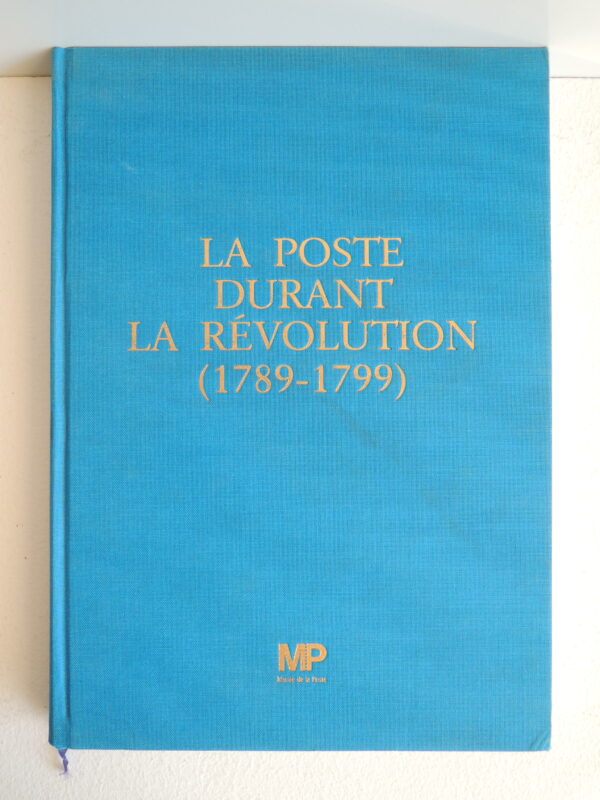 LA POSTE
DURANT
LA RÉVOLUTION
(1789-1799)
MP
Musée de la Poste